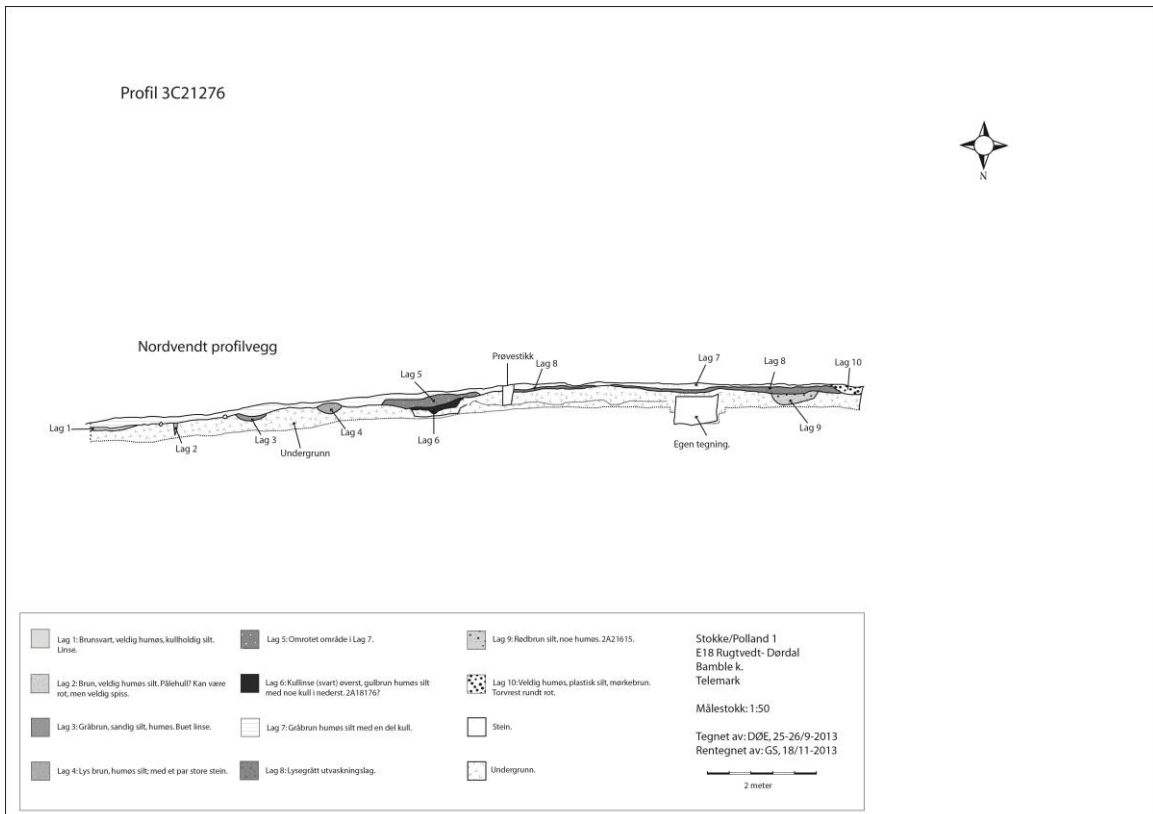 Profil 3C21276
N
Nordvendt profilvegg
Prøvestikk
Lag 8
Lag 7
Lag 8
Lag 10
Lag 5
Lag 1
Lag 2
Lag 3
Undergrunn
Lag 4
Lag 6
Egen tegning.
Lag 9
Lag 1: Brunsvart, veldig humøs, kullholdig silt.
Linse.
Lag 2: Brun, veldig humøs silt. Pålehull? Kan være
rot, men veldig spiss.
Lag 3: Gråbrun, sandig silt, humøs. Buet linse.
Lag 4: Lys brun, humøs silt; med et par store stein.
Lag 5: Omrotet område i Lag 7.
Lag 6: Kullinse (svart) øverst, gulbrun humøs silt
med noe kull i nederst. 2A18176?
Lag 7: Gråbrun humøs silt med en del kull.
Lag 8: Lysegrått utvaskningslag.
Lag 9: Rødbrun silt, noe humøs. 2A21615.
Lag 10: Veldig humøs, plastisk silt, mørkebrun.
Torvrest rundt rot.
Stein.
Undergrunn.
Stokke/Polland 1
E18 Rugtvedt- Dørdal
Bamble k.
Telemark
Målestokk: 1:50
Tegnet av: DØE, 25-26/9-2013
Rentegnet av: GS, 18/11-2013
2 meter